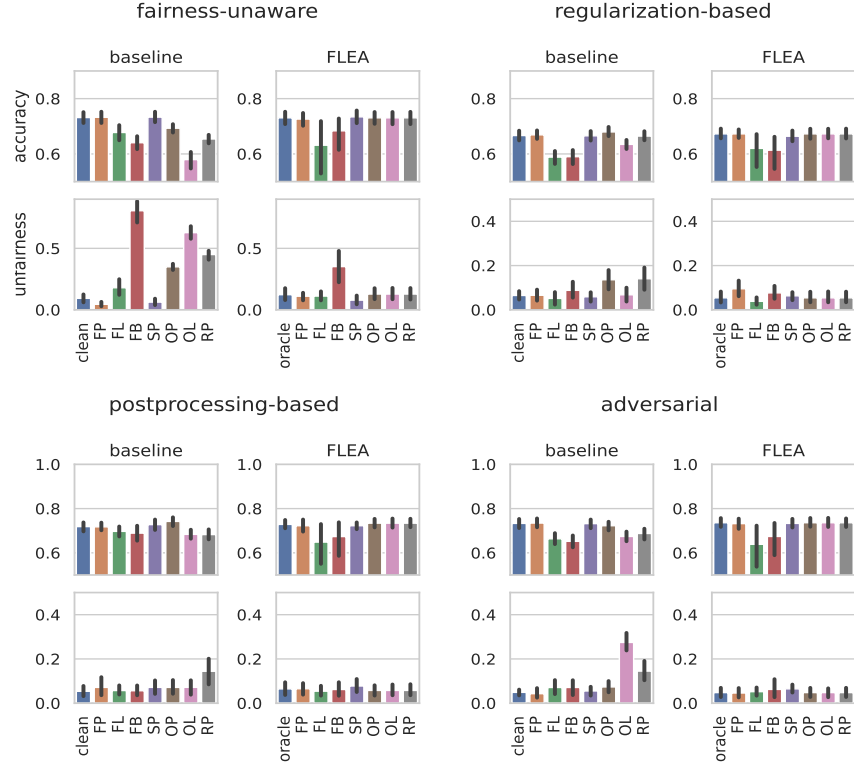 fairness-unaware
regularization-based
baseline
FLEA
baseline
FLEA
accuracy
0.8
0.6
0.8
0.6
0.8
0.6
0.8
0.6
unfairness
0.5
0.0
0.5
0.0
0.4
0.2
0.0
0.4
0.2
0.0
clean FP FL FB SP OP OL RP
oracle FP FL FB SP OP OL RP
clean FP FL FB SP OP OL RP
oracle FP FL FB SP OP OL RP
postprocessing-based
adversarial
baseline
FLEA
baseline
FLEA
1.0
0.8
0.6
1.0
0.8
0.6
1.0
0.8
0.6
1.0
0.8
0.6
0.4
0.2
0.0
0.4
0.2
0.0
0.4
0.2
0.0
0.4
0.2
0.0
clean FP FL FB SP OP OL RP
oracle FP FL FB SP OP OL RP
clean FP FL FB SP OP OL RP
oracle FP FL FB SP OP OL RP